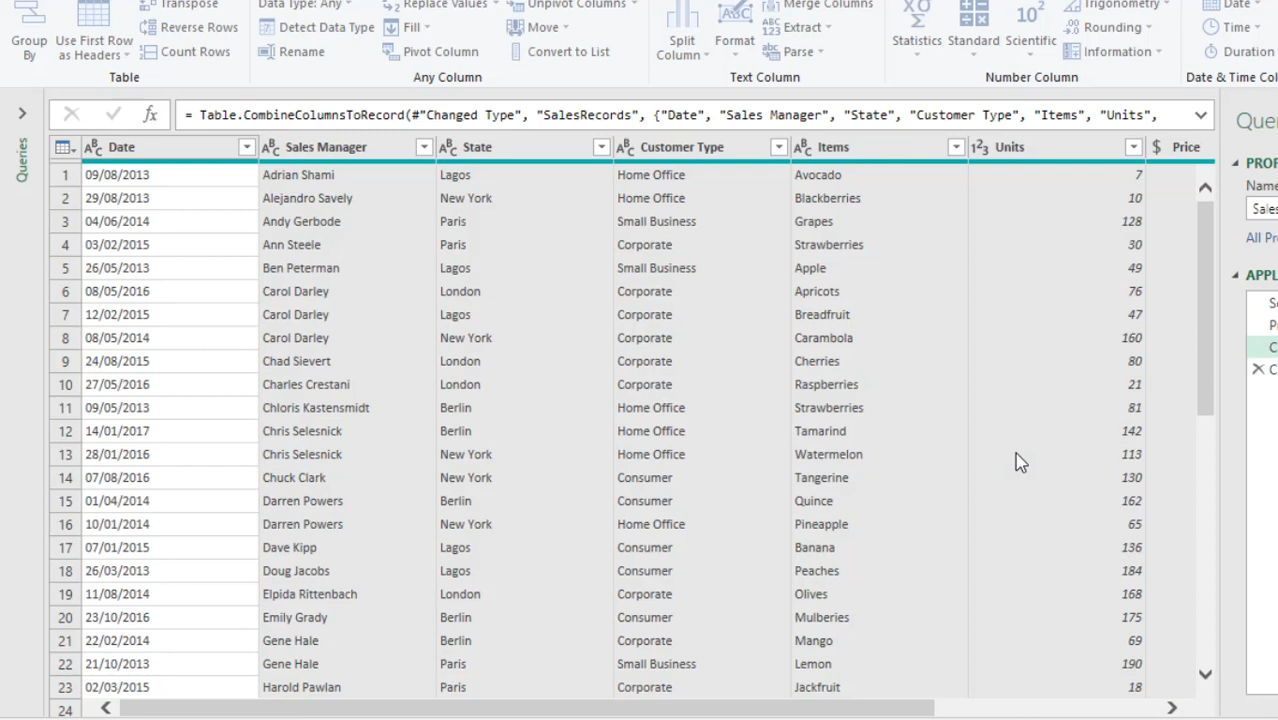 Transpose
Data Type: Any
Replace Values
Unpivot Columns
Merge Columns
Trigonometry
Date
Group By
Use First Row as Headers
Reverse Rows
Count Rows
Detect Data Type
Rename
Fill
Pivot Column
Move
Convert to List
Split Column
Format
Extract
Parse
Statistics
Standard
Scientific
Rounding
Information
Time
Duration
Table
Any Column
Text Column
Number Column
Date & Time Col
= Table.CombineColumnsToRecord(#"Changed Type", "SalesRecords", {"Date", "Sales Manager", "State", "Customer Type", "Items", "Units",
Queries
Date Sales Manager State Customer Type Items Units $ Price
1 09/08/2013 Adrian Shami Lagos Home Office Avocado 7
2 29/08/2013 Alejandro Savely New York Home Office Blackberries 10
3 04/06/2014 Andy Gerbode Paris Small Business Grapes 128
4 03/02/2015 Ann Steele Paris Corporate Strawberries 30
5 26/05/2013 Ben Peterman Lagos Small Business Apple 49
6 08/05/2016 Carol Darley London Corporate Apricots 76
7 12/02/2015 Carol Darley Lagos Corporate Breadfruit 47
8 08/05/2014 Carol Darley New York Corporate Carambola 160
9 24/08/2015 Chad Sievert London Corporate Cherries 80
10 27/05/2016 Charles Crestani London Corporate Raspberries 21
11 09/05/2013 Chloris Kastensmidt Berlin Home Office Strawberries 81
12 14/01/2017 Chris Selesnick Berlin Home Office Tamarind 142
13 28/01/2016 Chris Selesnick New York Home Office Watermelon 113
14 07/08/2016 Chuck Clark New York Consumer Tangerine 130
15 01/04/2014 Darren Powers Berlin Consumer Quince 162
16 10/01/2014 Darren Powers New York Home Office Pineapple 65
17 07/01/2015 Dave Kipp Lagos Consumer Banana 136
18 26/03/2013 Doug Jacobs Lagos Consumer Peaches 184
19 11/08/2014 Elpida Rittenbach London Corporate Olives 168
20 23/10/2016 Emily Grady Berlin Consumer Mulberies 175
21 22/02/2014 Gene Hale Berlin Corporate Mango 69
22 21/10/2013 Gene Hale Paris Small Business Lemon 190
23 02/03/2015 Harold Pawlan Paris Corporate Jackfruit 18
24
Que
PROP
Name
Sales
All Pr
APPL